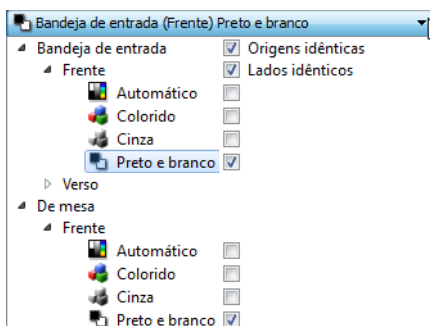 Bandeja de entrada (Frente) Preto e branco
Bandeja de entrada Origens idênticas
Frente Lados idênticos
Automático
Colorido
Cinza
Preto e branco
Verso
De mesa
Frente
Automático
Colorido
Cinza
Preto e branco